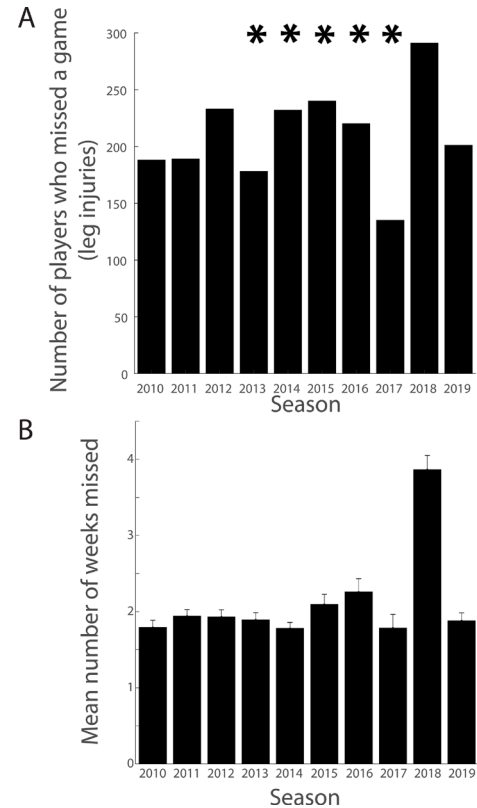 A
Number of players who missed a game
(leg injuries)
300
250
200
150
100
50
0
* * * * *
2010 2011 2012 2013 2014 2015 2016 2017 2018 2019
Season
B
Mean number of weeks missed
4
3
2
1
0
2010 2011 2012 2013 2014 2015 2016 2017 2018 2019
Season